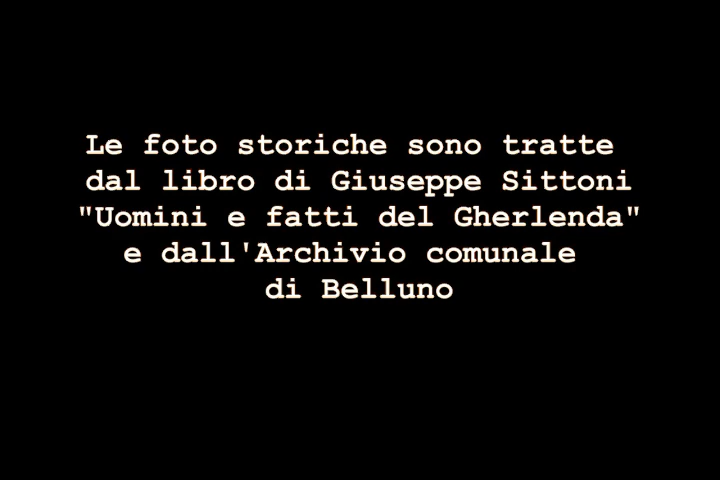 Le foto storiche sono tratte
dal libro di Giuseppe Sittoni
"Uomini e fatti del Gherlenda"
e dall'Archivio comunale
di Belluno